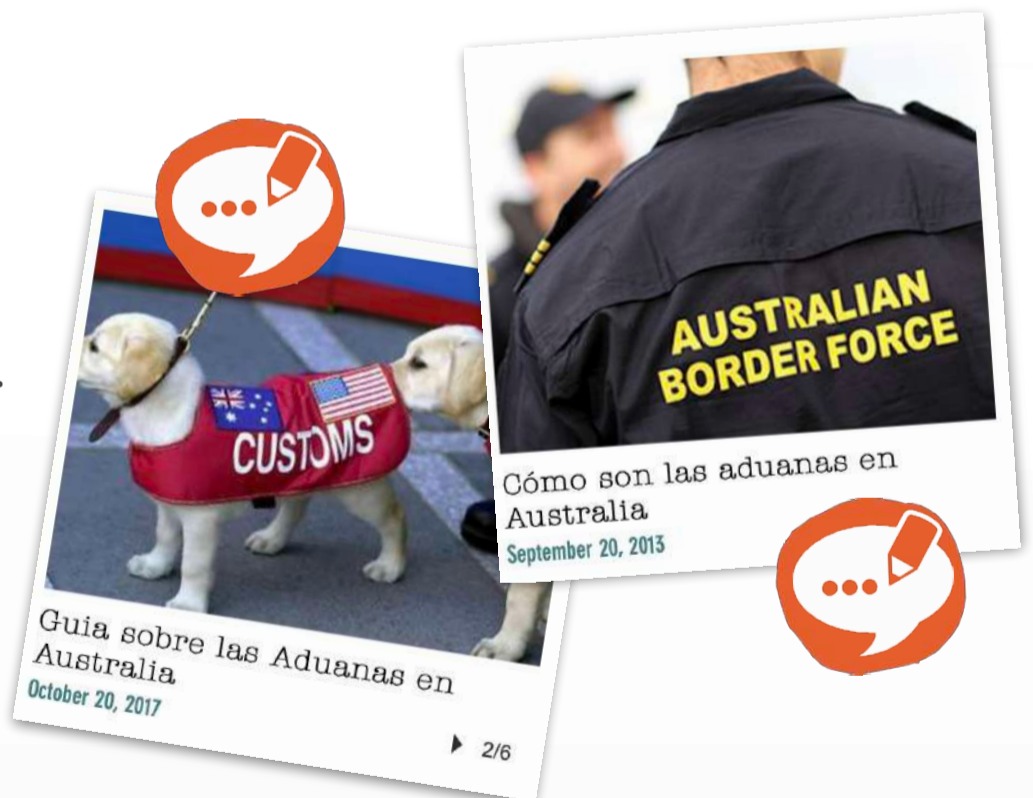 AUSTRALIAN
BORDER FORCE
Cómo son las aduanas en
Australia
September 20, 2013
CUSTOMS
Guia sobre las Aduanas en
Australia
October 20, 2017
2/6